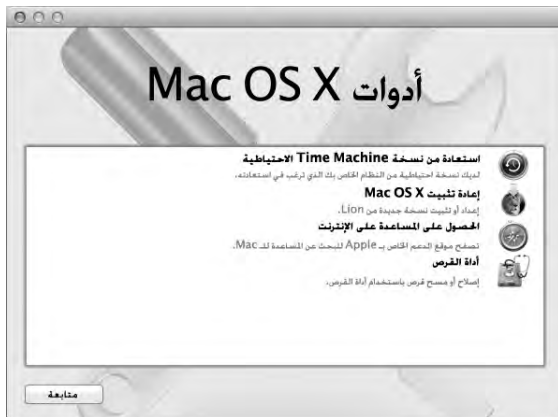 أدوات Mac OS X
استعادة من نسخة Time Machine الاحتياطية
لديك نسخة احتياطية من النظام الخاص بك الذي ترغب في استعادته.
إعادة تثبيت Mac OS X
إعداد أو تثبيت نسخة جديدة من Lion.
الحصول على المساعدة على الإنترنت
تصفح موقع الدعم الخاص بـ Apple للبحث عن المساعدة للـ Mac.
أداة القرص
إصلاح أو مسح قرص باستخدام أداة القرص.
متابعة